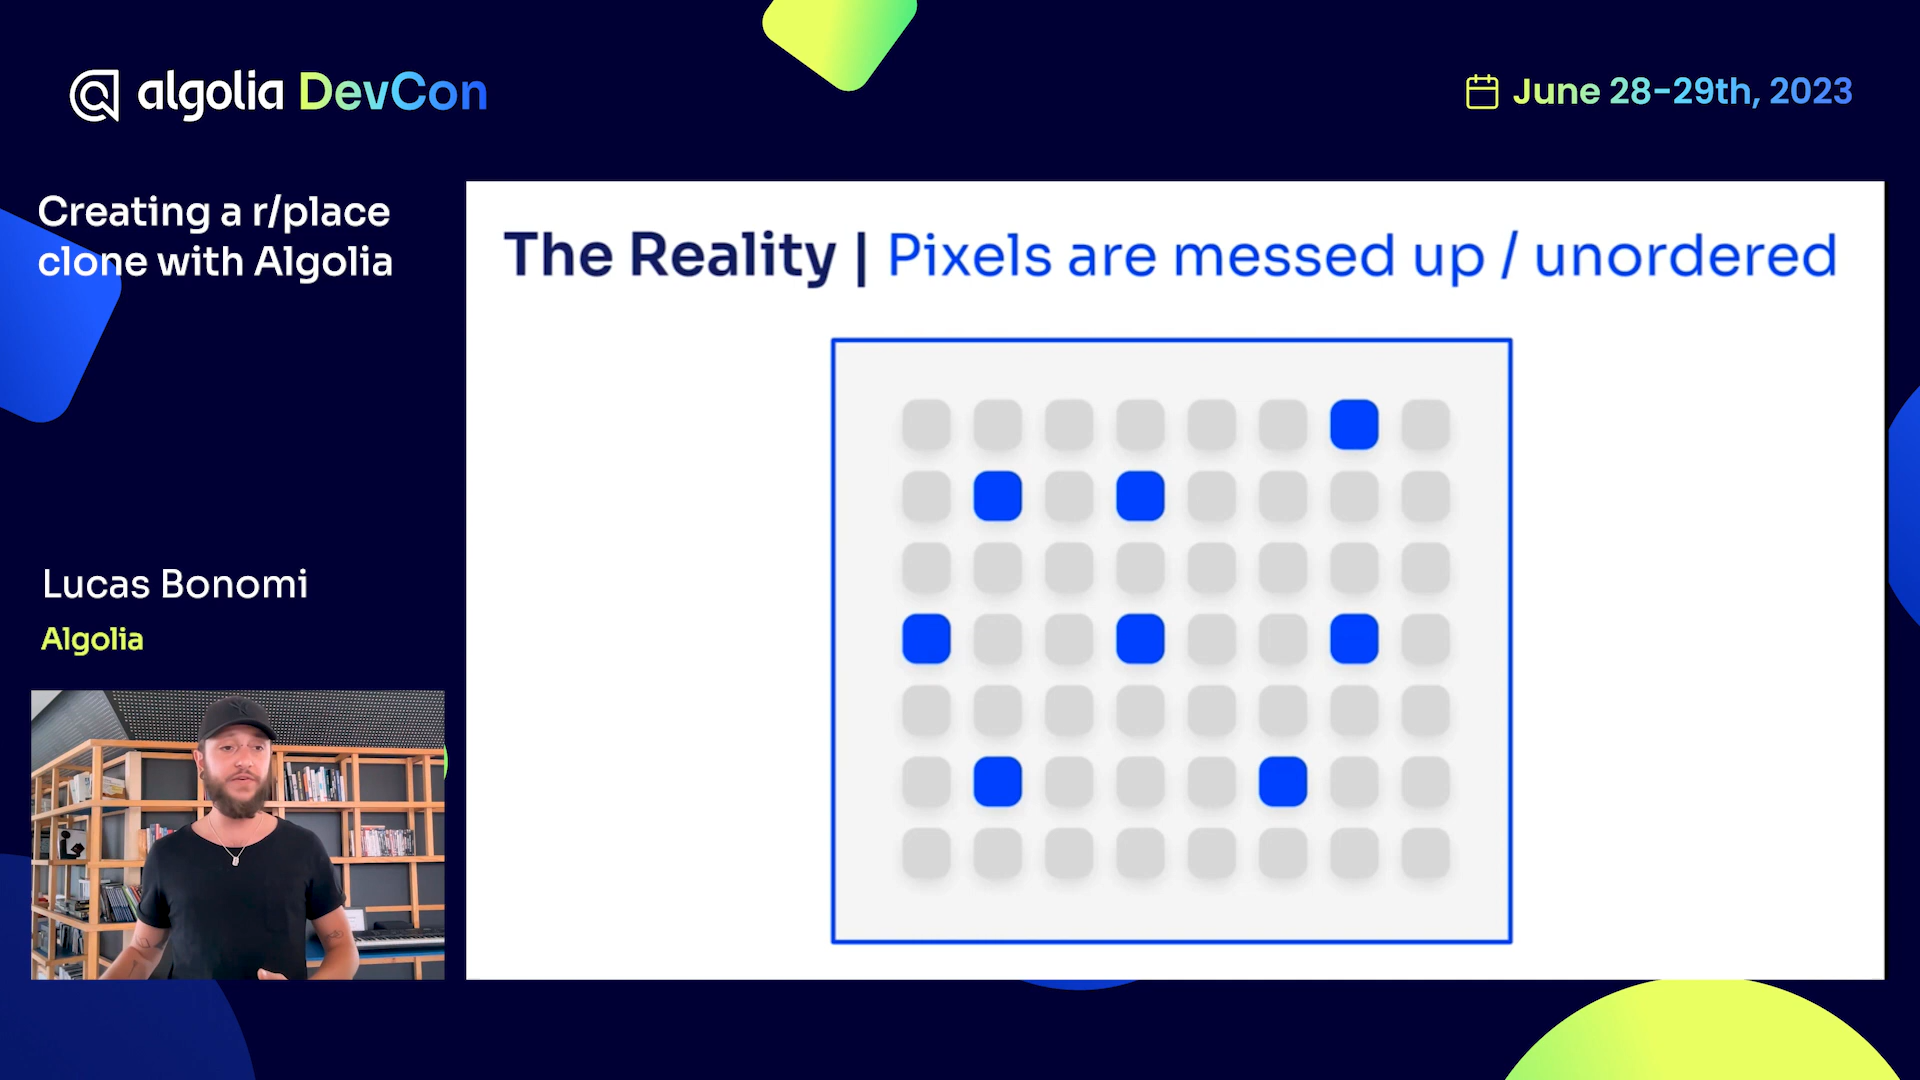 algolia DevCon
June 28-29th, 2023
Creating a r/place
clone with Algolia
The Reality | Pixels are messed up / unordered
Lucas Bonomi
Algolia